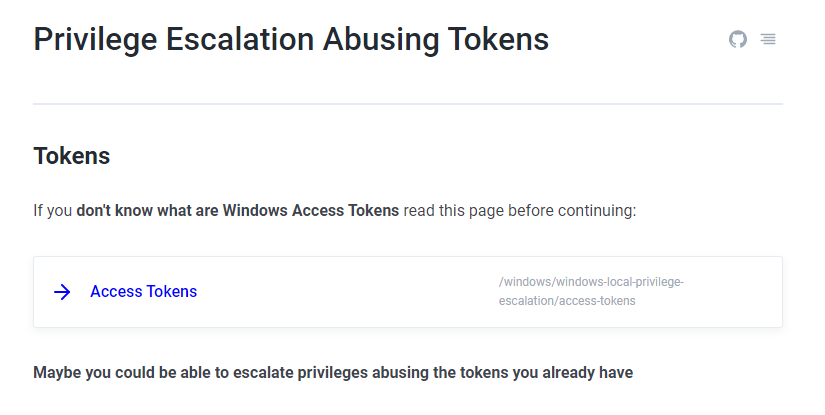 Privilege Escalation Abusing Tokens
Tokens
If you don't know what are Windows Access Tokens read this page before continuing:
Access Tokens
/windows/windows-local-privilege-
escalation/access-tokens
Maybe you could be able to escalate privileges abusing the tokens you already have